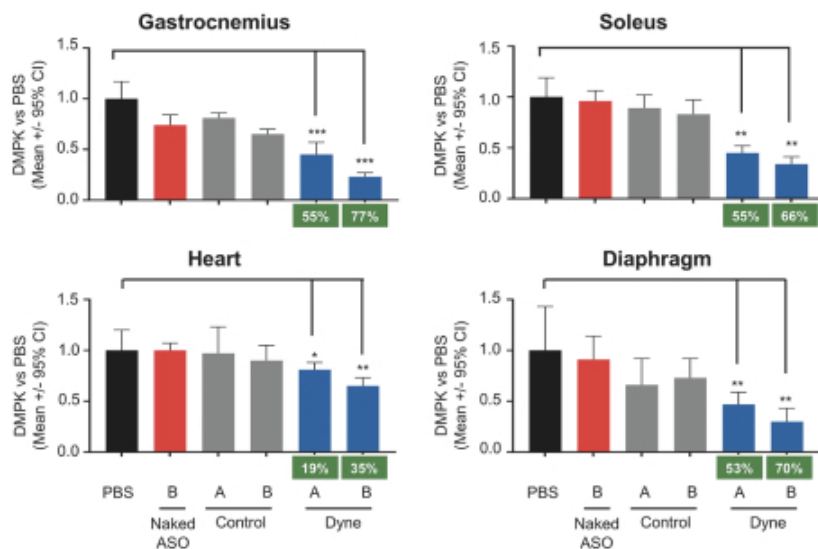 Gastrocnemius
DMPK vs PBS
(Mean +/- 95% CI)
1.5
1.0
0.5
0.0
***
***
55% 77%
Soleus
DMPK vs PBS
(Mean +/- 95% CI)
1.5
1.0
0.5
0.0
**
**
55% 66%
Heart
DMPK vs PBS
(Mean +/- 95% CI)
1.5
1.0
0.5
0.0
*
**
19% 35%
PBS B A B A B
Naked
ASO
Control
Dyne
Diaphragm
DMPK vs PBS
(Mean +/- 95% CI)
1.5
1.0
0.5
0.0
**
**
53% 70%
PBS B A B A B
Naked
ASO
Control
Dyne